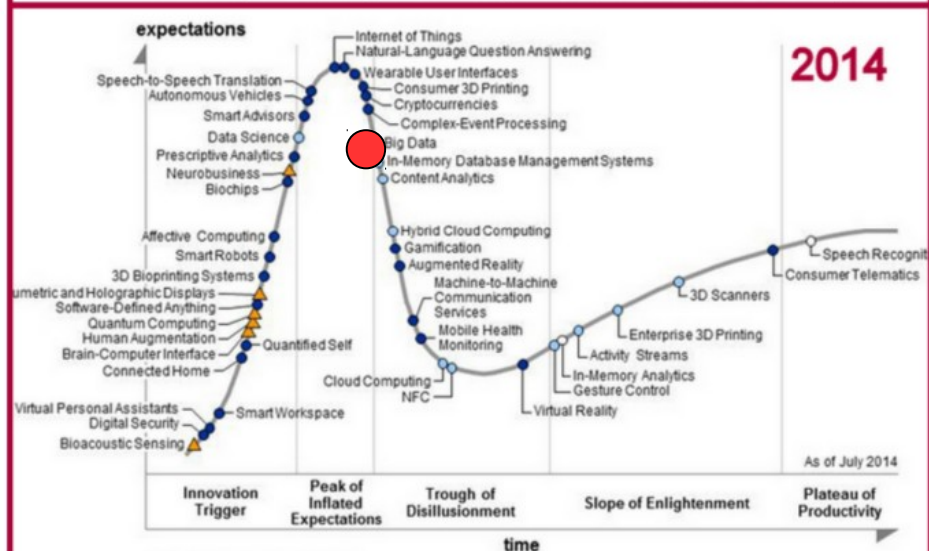 expectations
2014
Internet of Things
Natural-Language Question Answering
Wearable User Interfaces
Consumer 3D Printing
Cryptocurrencies
Complex-Event Processing
Big Data
In-Memory Database Management Systems
Content Analytics
Hybrid Cloud Computing
Gamification
Augmented Reality
Machine-to-Machine
Communication
Services
Mobile Health
Monitoring
Speech-to-Speech Translation
Autonomous Vehicles
Smart Advisors
Data Science
Prescriptive Analytics
Neurobusiness
Biochips
Affective Computing
Smart Robots
3D Bioprinting Systems
umetric and Holographic Displays
Software-Defined Anything
Quantum Computing
Human Augmentation
Brain-Computer Interface
Quantified Self
Connected Home
Virtual Personal Assistants
Smart Workspace
Digital Security
Bioacoustic Sensing
Cloud Computing
NFC
Virtual Reality
Gesture Control
In-Memory Analytics
Activity Streams
Enterprise 3D Printing
3D Scanners
Consumer Telematics
Speech Recognit
As of July 2014
Innovation
Trigger
Peak of
Inflated
Expectations
Trough of
Disillusionment
Slope of Enlightenment
Plateau of
Productivity
time